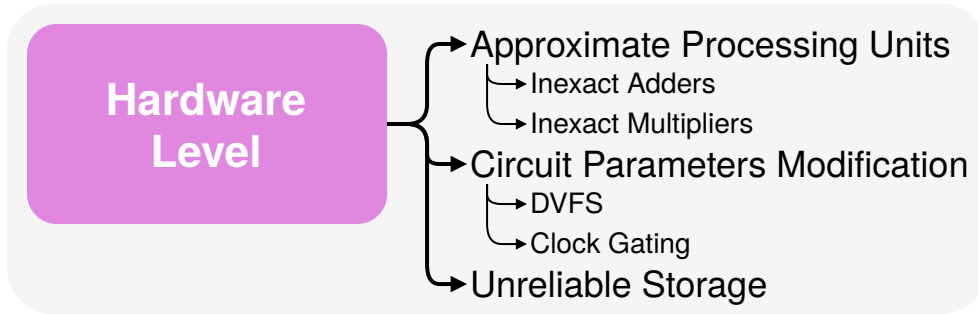 Hardware
Level
Approximate Processing Units
Inexact Adders
Inexact Multipliers
Circuit Parameters Modification
DVFS
Clock Gating
Unreliable Storage